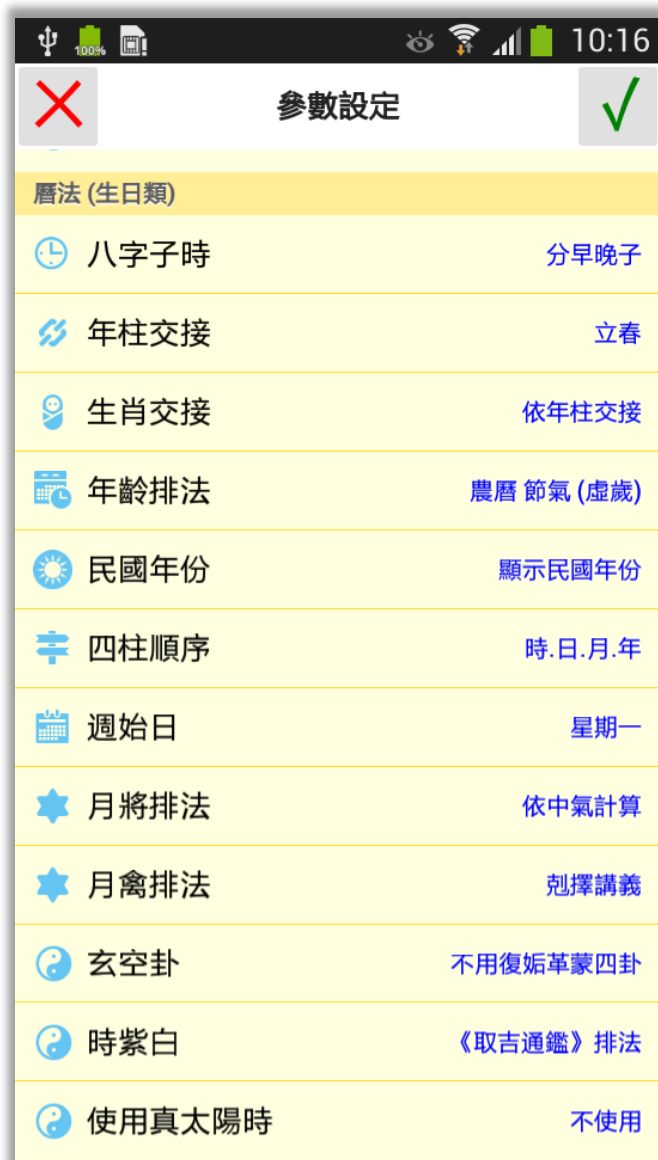 100%
10:16
參數設定
曆法 (生日類)
八字子時 分早晚子
年柱交接 立春
生肖交接 依年柱交接
年齡排法 農曆 節氣 (虛歲)
民國年份 顯示民國年份
四柱順序 時.日.月.年
週始日 星期一
月將排法 依中氣計算
月禽排法 剋擇講義
玄空卦 不用復姤革蒙四卦
時紫白 《取吉通鑑》排法
使用真太陽時 不使用